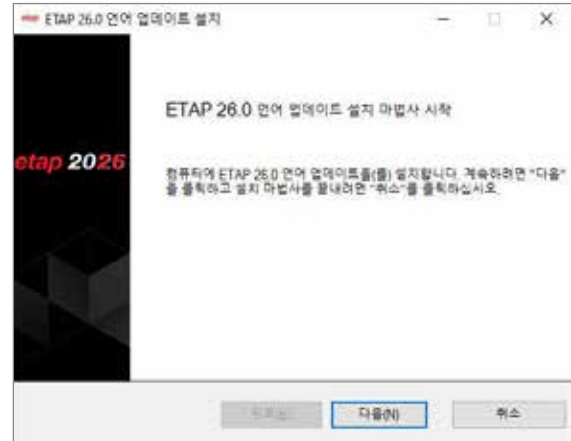 ETAP 26.0 언어 업데이트 설치
ETAP 26.0 언어 업데이트 설치 마법사 시작
etap 2026
컴퓨터에 ETAP 26.0 언어 업데이트을(를) 설치합니다. 계속하려면 "다음"
을 클릭하고 설치 마법사를 끝내려면 "취소"를 클릭하십시오.
다음(N)
취소